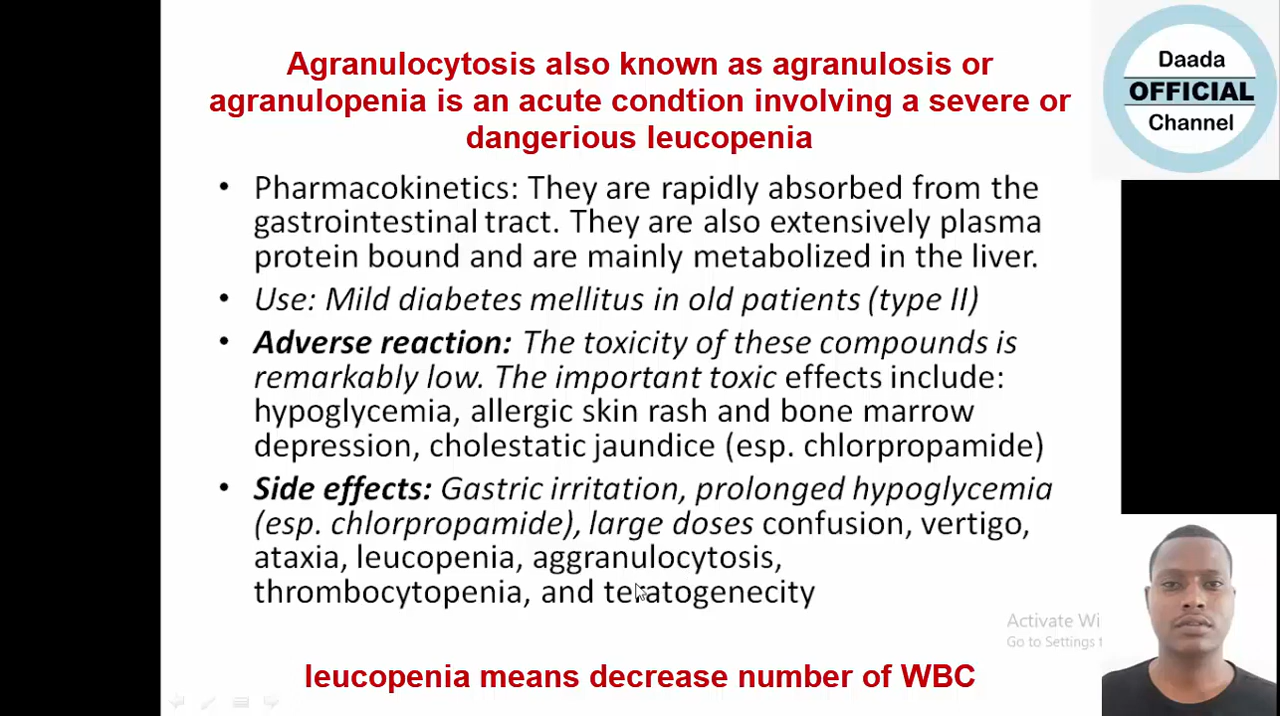 Agranulocytosis also known as agranulosis or
agranulopenia is an acute condtion involving a severe or
dangerious leucopenia
Daada
OFFICIAL
Channel
• Pharmacokinetics: They are rapidly absorbed from the
gastrointestinal tract. They are also extensively plasma
protein bound and are mainly metabolized in the liver.
• Use: Mild diabetes mellitus in old patients (type II)
• Adverse reaction: The toxicity of these compounds is
remarkably low. The important toxic effects include:
hypoglycemia, allergic skin rash and bone marrow
depression, cholestatic jaundice (esp. chlorpropamide)
• Side effects: Gastric irritation, prolonged hypoglycemia
(esp. chlorpropamide), large doses confusion, vertigo,
ataxia, leucopenia, aggranulocytosis,
thrombocytopenia, and teratogenecity
Activate Wi
Go to Settings t
leucopenia means decrease number of WBC